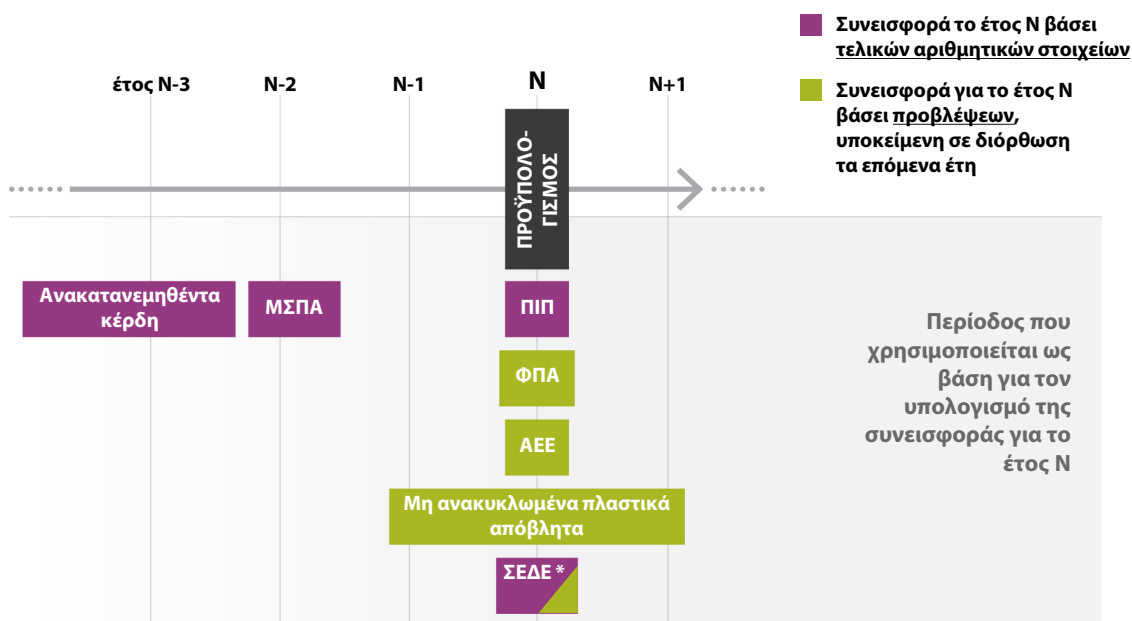 Συνεισφορά το έτος Ν βάσει
τελικών αριθμητικών στοιχείων
Συνεισφορά για το έτος Ν
βάσει προβλέψεων,
υποκείμενη σε διόρθωση
τα επόμενα έτη
έτος Ν-3
Ν-2
Ν-1
Ν
Ν+1
ΠΡΟΫΠΟΛΟ-
ΓΙΣΜΟΣ
Ανακατανεμηθέντα
κέρδη
ΜΣΠΑ
ΠΙΠ
ΦΠΑ
ΑΕΕ
Μη ανακυκλωμένα πλαστικά
απόβλητα
ΣΕΔΕ *
Περίοδος που
χρησιμοποιείται ως
βάση για τον
υπολογισμό της
συνεισφοράς για το
έτος Ν